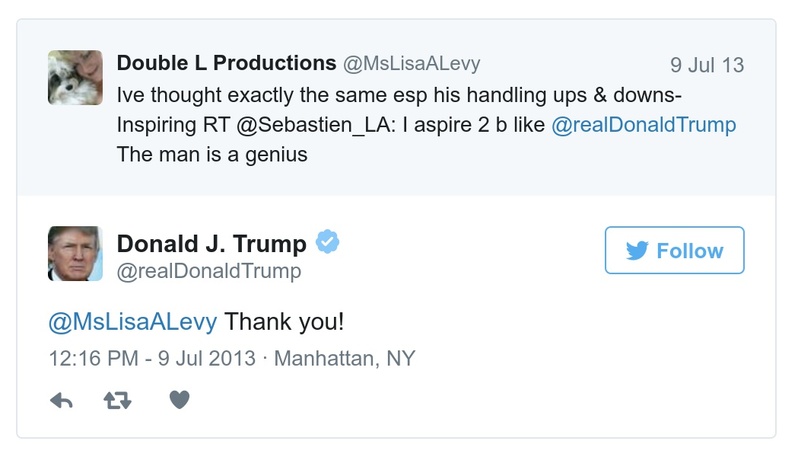 Double L Productions @MsLisaALevy 9 Jul 13
Ive thought exactly the same esp his handling ups & downs-
Inspiring RT @Sebastien_LA: I aspire 2 b like @realDonaldTrump
The man is a genius
Donald J. Trump
@realDonaldTrump
Follow
@MsLisaALevy Thank you!
12:16 PM - 9 Jul 2013 · Manhattan, NY